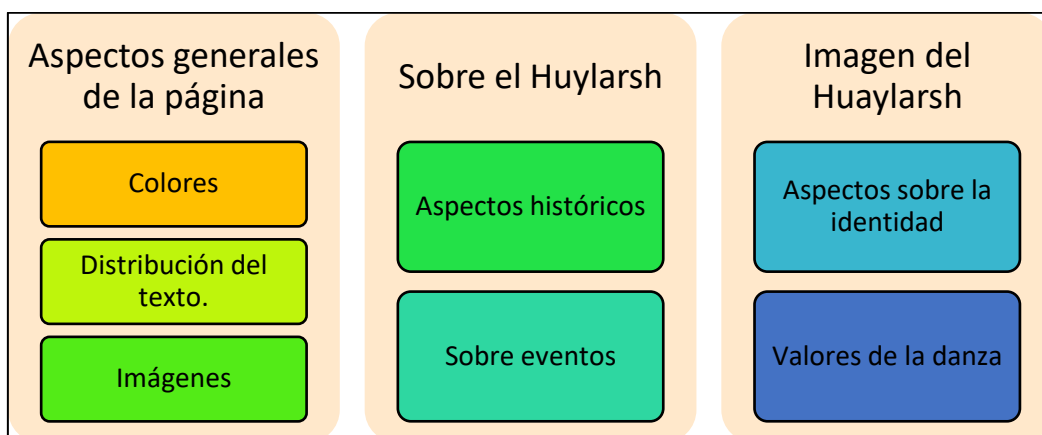 Aspectos generales
de la página
Colores
Distribución del
texto.
Imágenes
Sobre el Huylarsh
Aspectos históricos
Sobre eventos
Imagen del
Huaylarsh
Aspectos sobre la
identidad
Valores de la danza